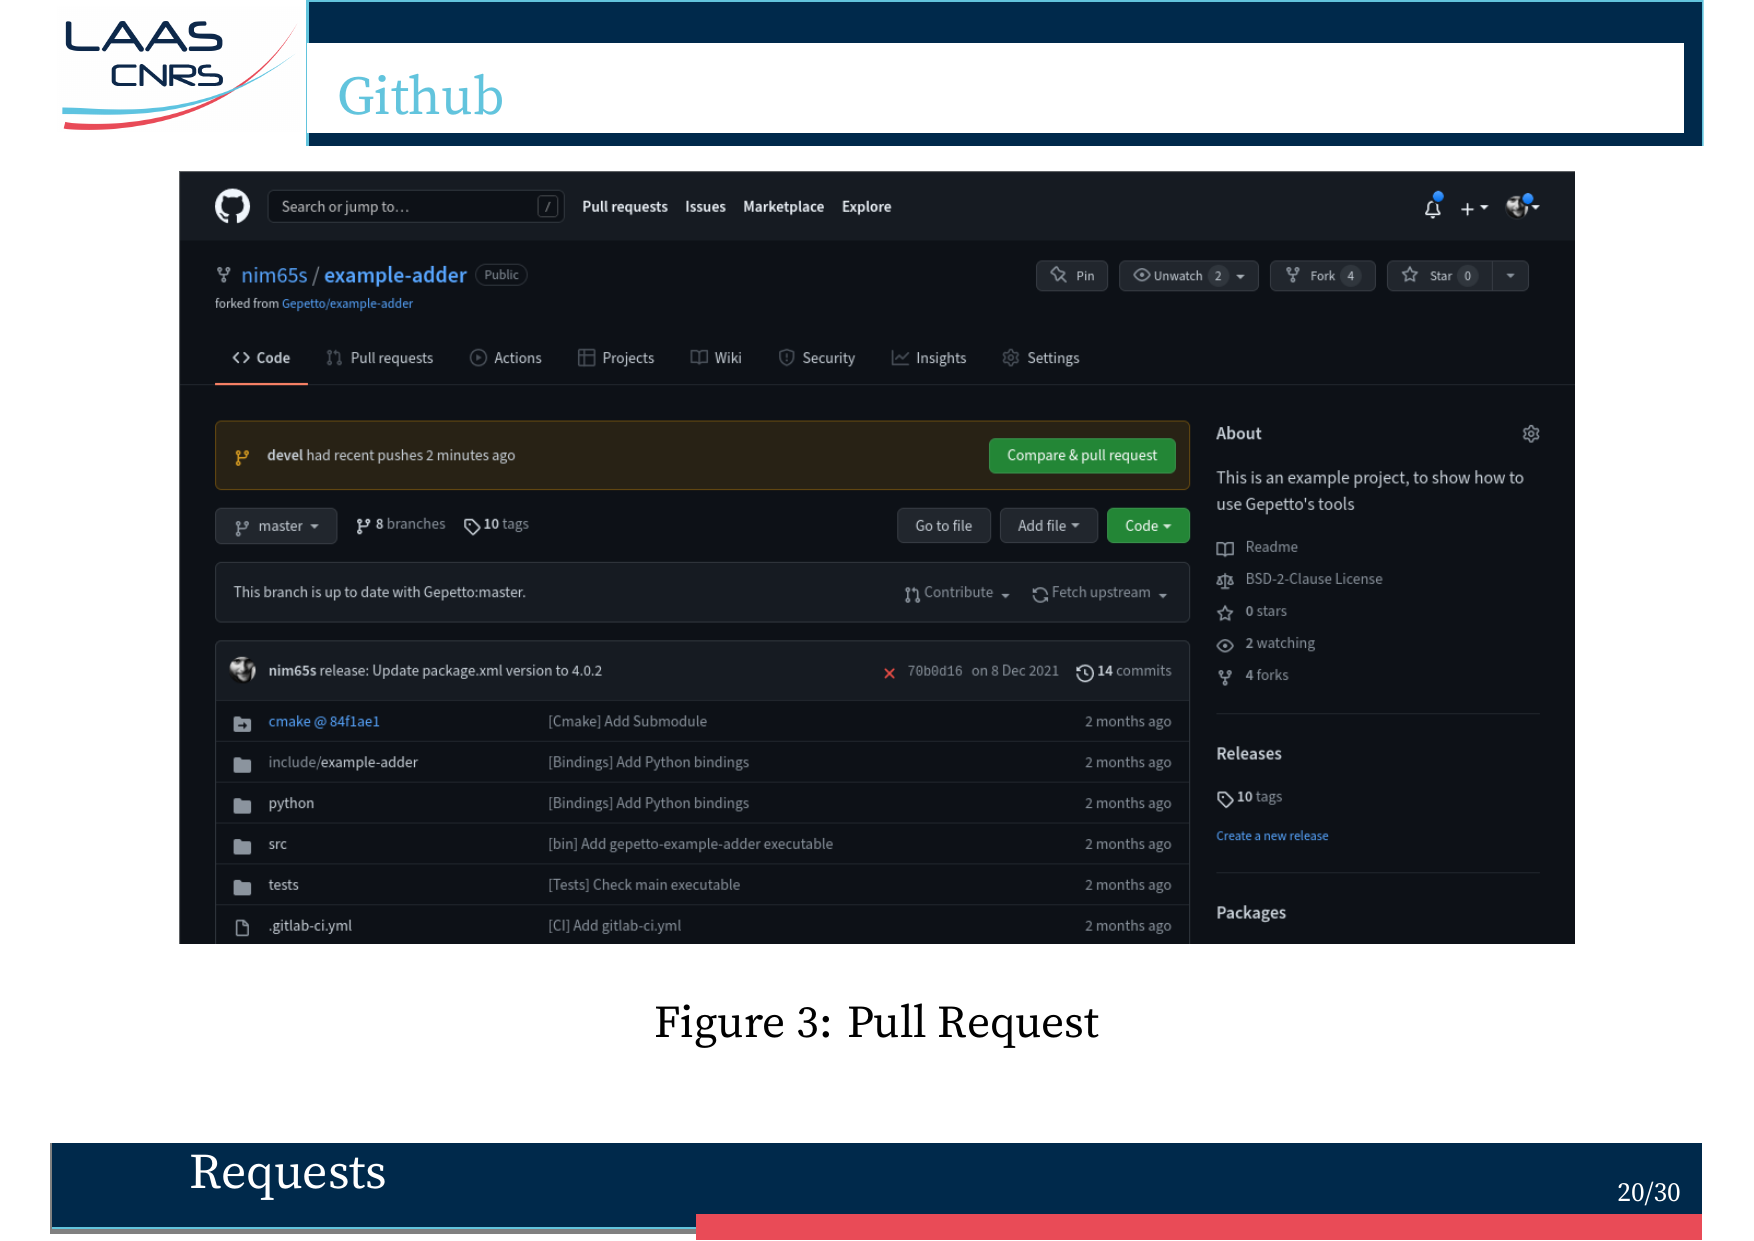 LAAS
CNRS
Github
Search or jump to... /
Pull requests Issues Marketplace Explore
nim65s / example-adder Public
Pin Unwatch 2 Fork 4 Star 0
forked from Gepetto/example-adder
Code Pull requests Actions Projects Wiki Security Insights Settings
devel had recent pushes 2 minutes ago Compare & pull request
master 8 branches 10 tags Go to file Add file Code
This branch is up to date with Gepetto:master. Contribute Fetch upstream
nim65s release: Update package.xml version to 4.0.2 70b0d16 on 8 Dec 2021 14 commits
cmake @ 84f1ae1 [Cmake] Add Submodule 2 months ago
include/example-adder [Bindings] Add Python bindings 2 months ago
python [Bindings] Add Python bindings 2 months ago
src [bin] Add gepetto-example-adder executable 2 months ago
tests [Tests] Check main executable 2 months ago
.gitlab-ci.yml [CI] Add gitlab-ci.yml 2 months ago
About
This is an example project, to show how to
use Gepetto's tools
Readme
BSD-2-Clause License
0 stars
2 watching
4 forks
Releases
10 tags
Create a new release
Packages
Figure 3: Pull Request
Requests
20/30